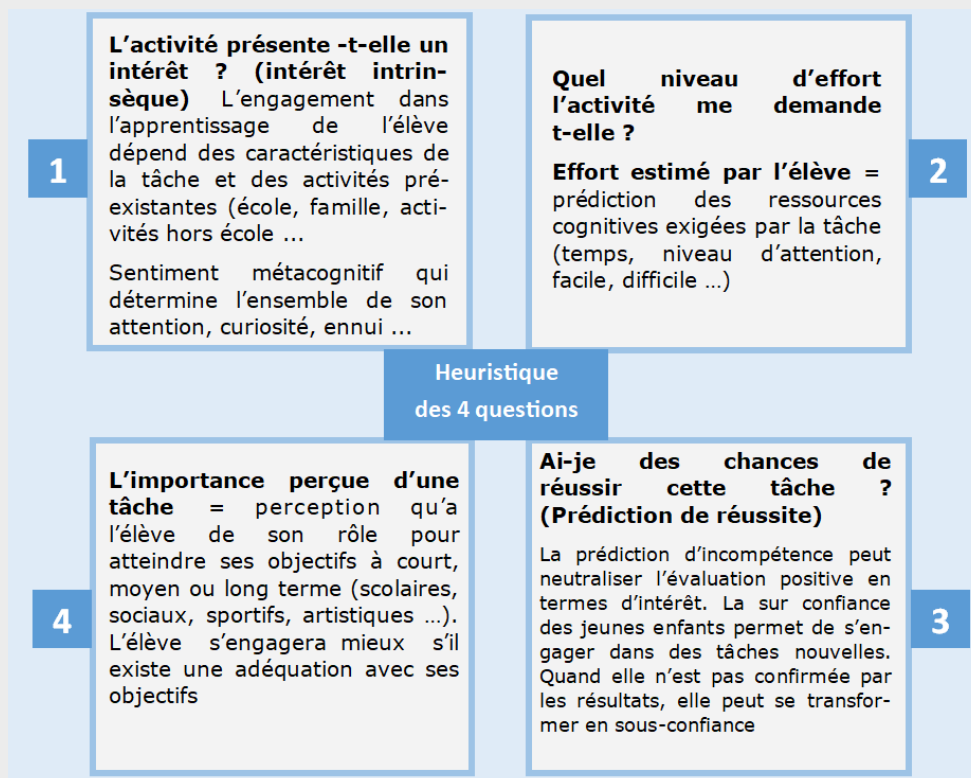 L’activité présente -t-elle un
intérêt ? (intérêt intrin-
sèque) L’engagement dans
l’apprentissage de l’élève
dépend des caractéristiques de
la tâche et des activités pré-
existantes (école, famille, acti-
vités hors école ...
Sentiment métacognitif qui
détermine l’ensemble de son
attention, curiosité, ennui ...
1
Quel niveau d’effort
l’activité me demande
t-elle ?
Effort estimé par l’élève =
prédiction des ressources
cognitives exigées par la tâche
(temps, niveau d’attention,
facile, difficile ...)
2
Heuristique
des 4 questions
Ai-je des chances de
réussir cette tâche ?
(Prédiction de réussite)
La prédiction d’incompétence peut
neutraliser l’évaluation positive en
termes d’intérêt. La sur confiance
des jeunes enfants permet de s’en-
gager dans des tâches nouvelles.
Quand elle n’est pas confirmée par
les résultats, elle peut se transfor-
mer en sous-confiance
3
L’importance perçue d’une
tâche = perception qu’a
l’élève de son rôle pour
atteindre ses objectifs à court,
moyen ou long terme (scolaires,
sociaux, sportifs, artistiques ...).
L’élève s’engagera mieux s’il
existe une adéquation avec ses
objectifs
4